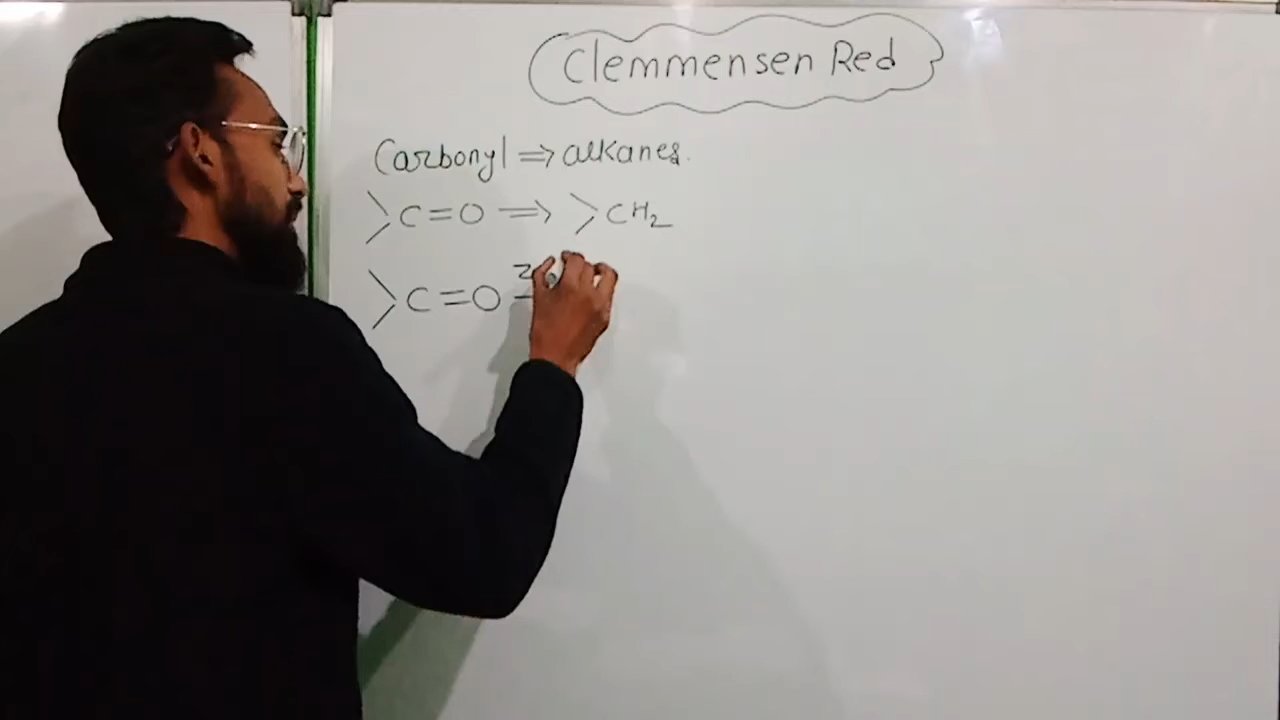 Clemmensen Red
Carbonyl ⇒ alkanes.
>C=O ⇒ >CH₂
>C=O